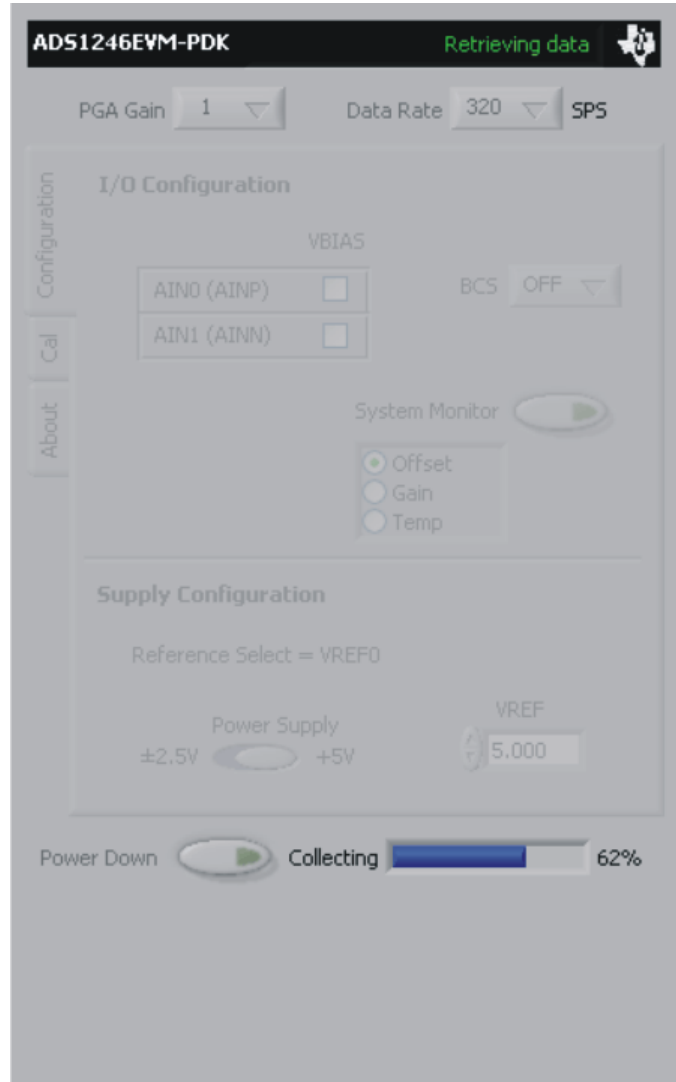 ADS1246EVM-PDK Retrieving data
PGA Gain 1 Data Rate 320 SPS
Configuration
Cal
About
I/O Configuration
VBIAS
AIN0 (AINP) BCS OFF
AIN1 (AINN)
System Monitor
Offset
Gain
Temp
Supply Configuration
Reference Select = VREF0
Power Supply VREF
±2.5V +5V 5.000
Power Down Collecting 62%